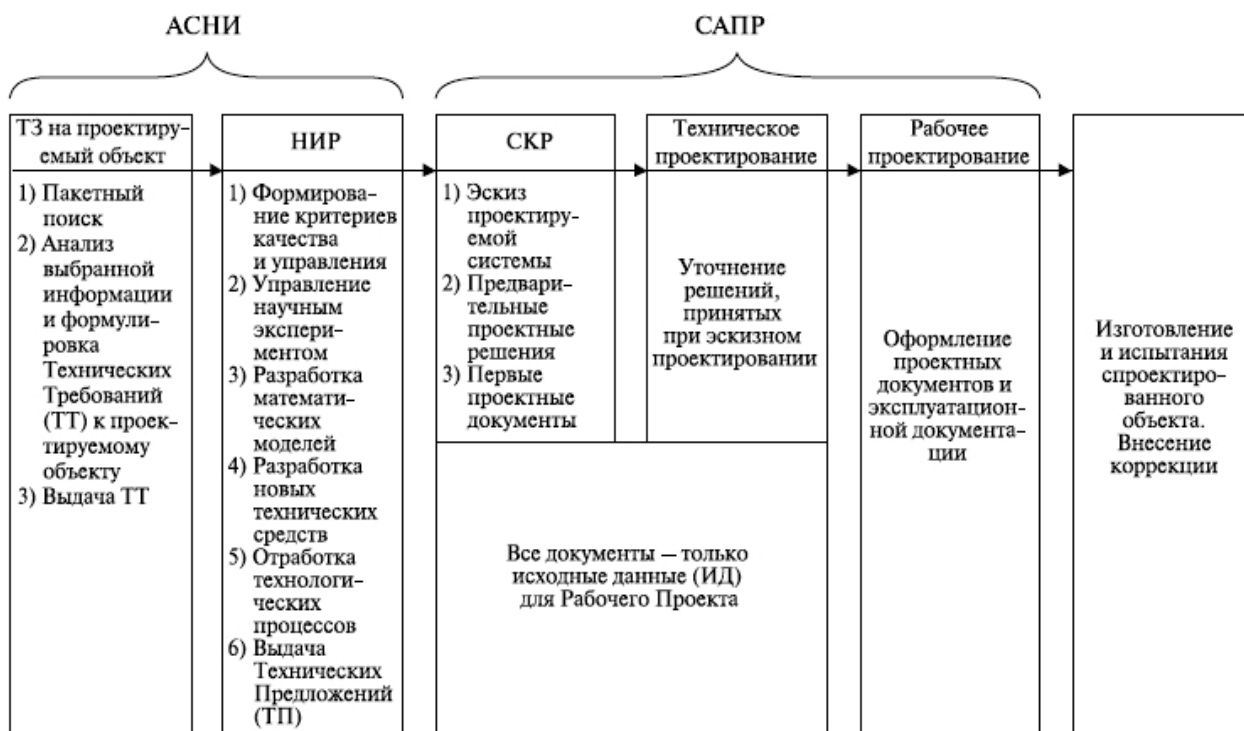 АСНИ
САПР
ТЗ на проектиру-
емый объект
1) Пакетный
поиск
2) Анализ
выбранной
информации
и формули-
ровка
Технических
Требований
(ТТ) к проек-
тируемому
объекту
3) Выдача ТТ
НИР
1) Формирова-
ние критериев
качества
и управления
2) Управление
научным
экспери-
ментом
3) Разработка
математи-
ческих
моделей
4) Разработка
новых
технических
средств
5) Отработка
технологи-
ческих
процессов
6) Выдача
Технических
Предложений
(ТП)
СКР
1) Эскиз
проектиру-
емой
системы
2) Предвари-
тельные
проектные
решения
3) Первые
проектные
документы
Техническое
проектирование
Уточнение
решений,
принятых
при эскизном
проектировании
Все документы — только
исходные данные (ИД)
для Рабочего Проекта
Рабочее
проектирование
Оформление
проектных
документов и
эксплуатацион-
ной документа-
ции
Изготовление
и испытания
спроектиро-
ванного
объекта.
Внесение
коррекции